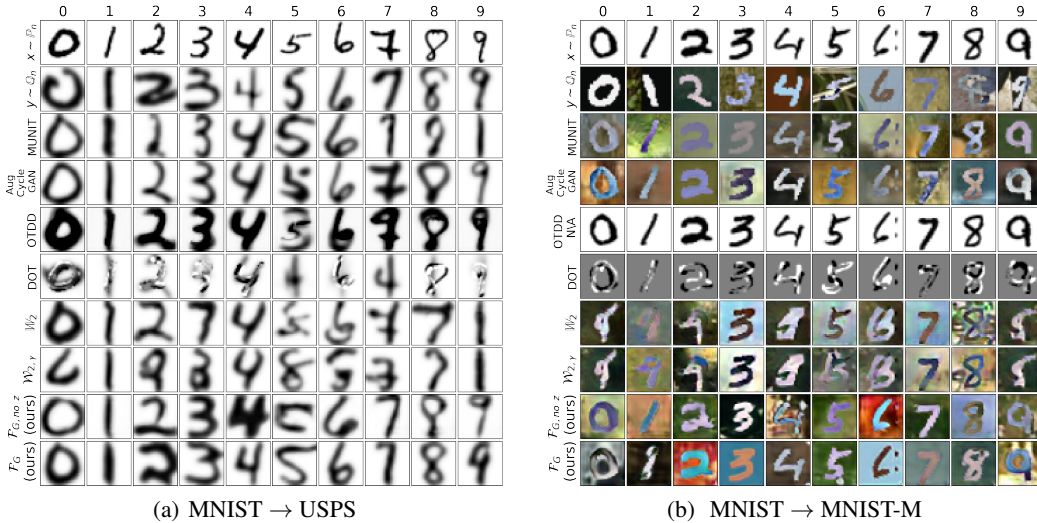 0 1 2 3 4 5 6 7 8 9
x ~ ℙₙ
y ~ ℚₙ
MUNIT
Aug
Cycle
GAN
OTDD
DOT
𝕎₂
𝒲₂,γ
ℱG, no z
(ours)
ℱG
(ours)
(a) MNIST → USPS
0 1 2 3 4 5 6 7 8 9
x ~ ℙₙ
y ~ ℚₙ
MUNIT
Aug
Cycle
GAN
OTDD
N\A
DOT
𝕎₂
𝒲₂,γ
ℱG, no z
(ours)
ℱG
(ours)
(b) MNIST → MNIST-M